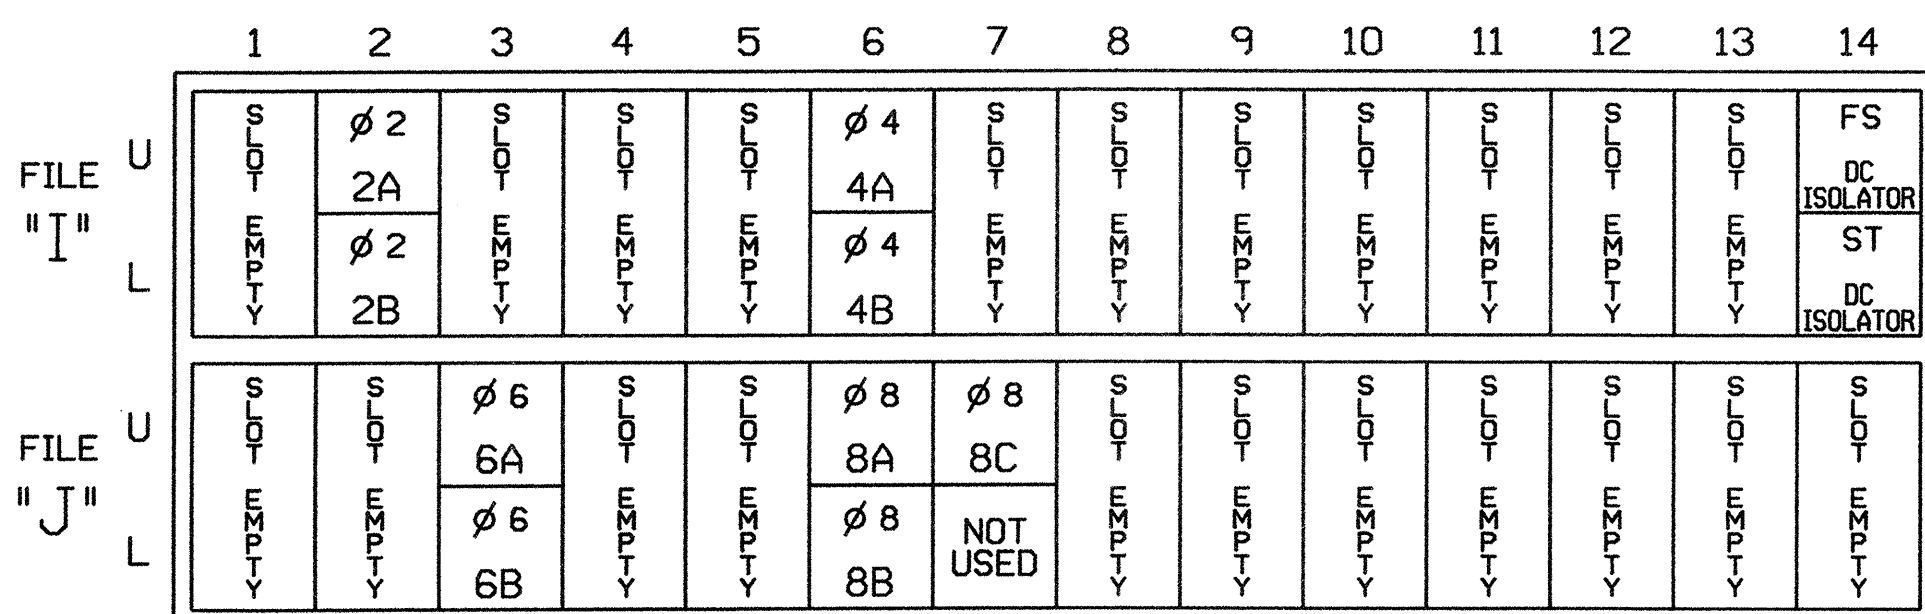 1 2 3 4 5 6 7 8 9 10 11 12 13 14
FILE "I"
U
L
SLOT EMPTY
ø 2
2A
ø 2
2B
SLOT EMPTY
SLOT EMPTY
SLOT EMPTY
ø 4
4A
ø 4
4B
SLOT EMPTY
SLOT EMPTY
SLOT EMPTY
SLOT EMPTY
SLOT EMPTY
SLOT EMPTY
SLOT EMPTY
FS
DC
ISOLATOR
ST
DC
ISOLATOR
FILE "J"
U
L
SLOT EMPTY
SLOT EMPTY
ø 6
6A
ø 6
6B
SLOT EMPTY
SLOT EMPTY
ø 8
8A
ø 8
8B
ø 8
8C
NOT
USED
SLOT EMPTY
SLOT EMPTY
SLOT EMPTY
SLOT EMPTY
SLOT EMPTY
SLOT EMPTY
SLOT EMPTY